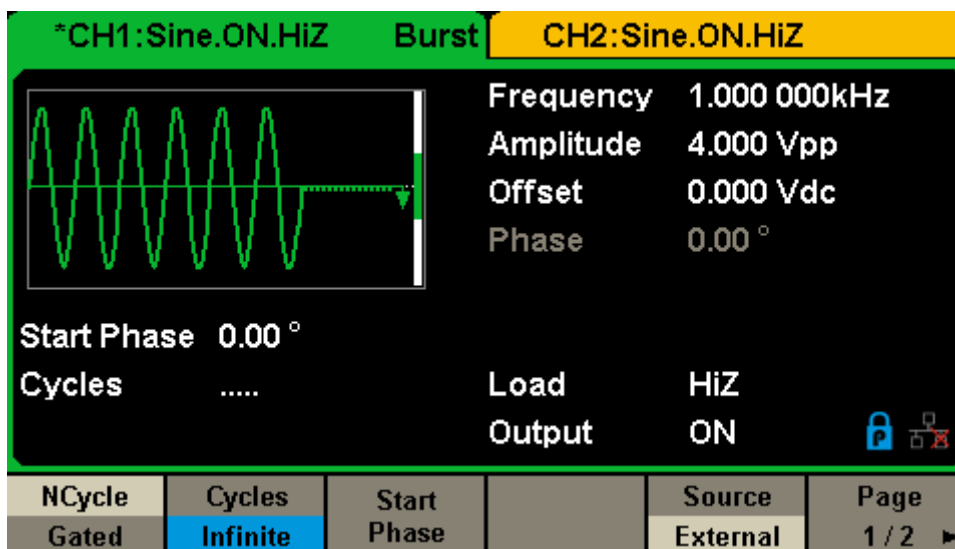 *CH1:Sine.ON.HiZ Burst CH2:Sine.ON.HiZ
Frequency 1.000 000kHz
Amplitude 4.000 Vpp
Offset 0.000 Vdc
Phase 0.00 °
Start Phase 0.00 °
Cycles .....
Load HiZ
Output ON
P
NCycle Cycles Start Source Page
Gated Infinite Phase External 1 / 2